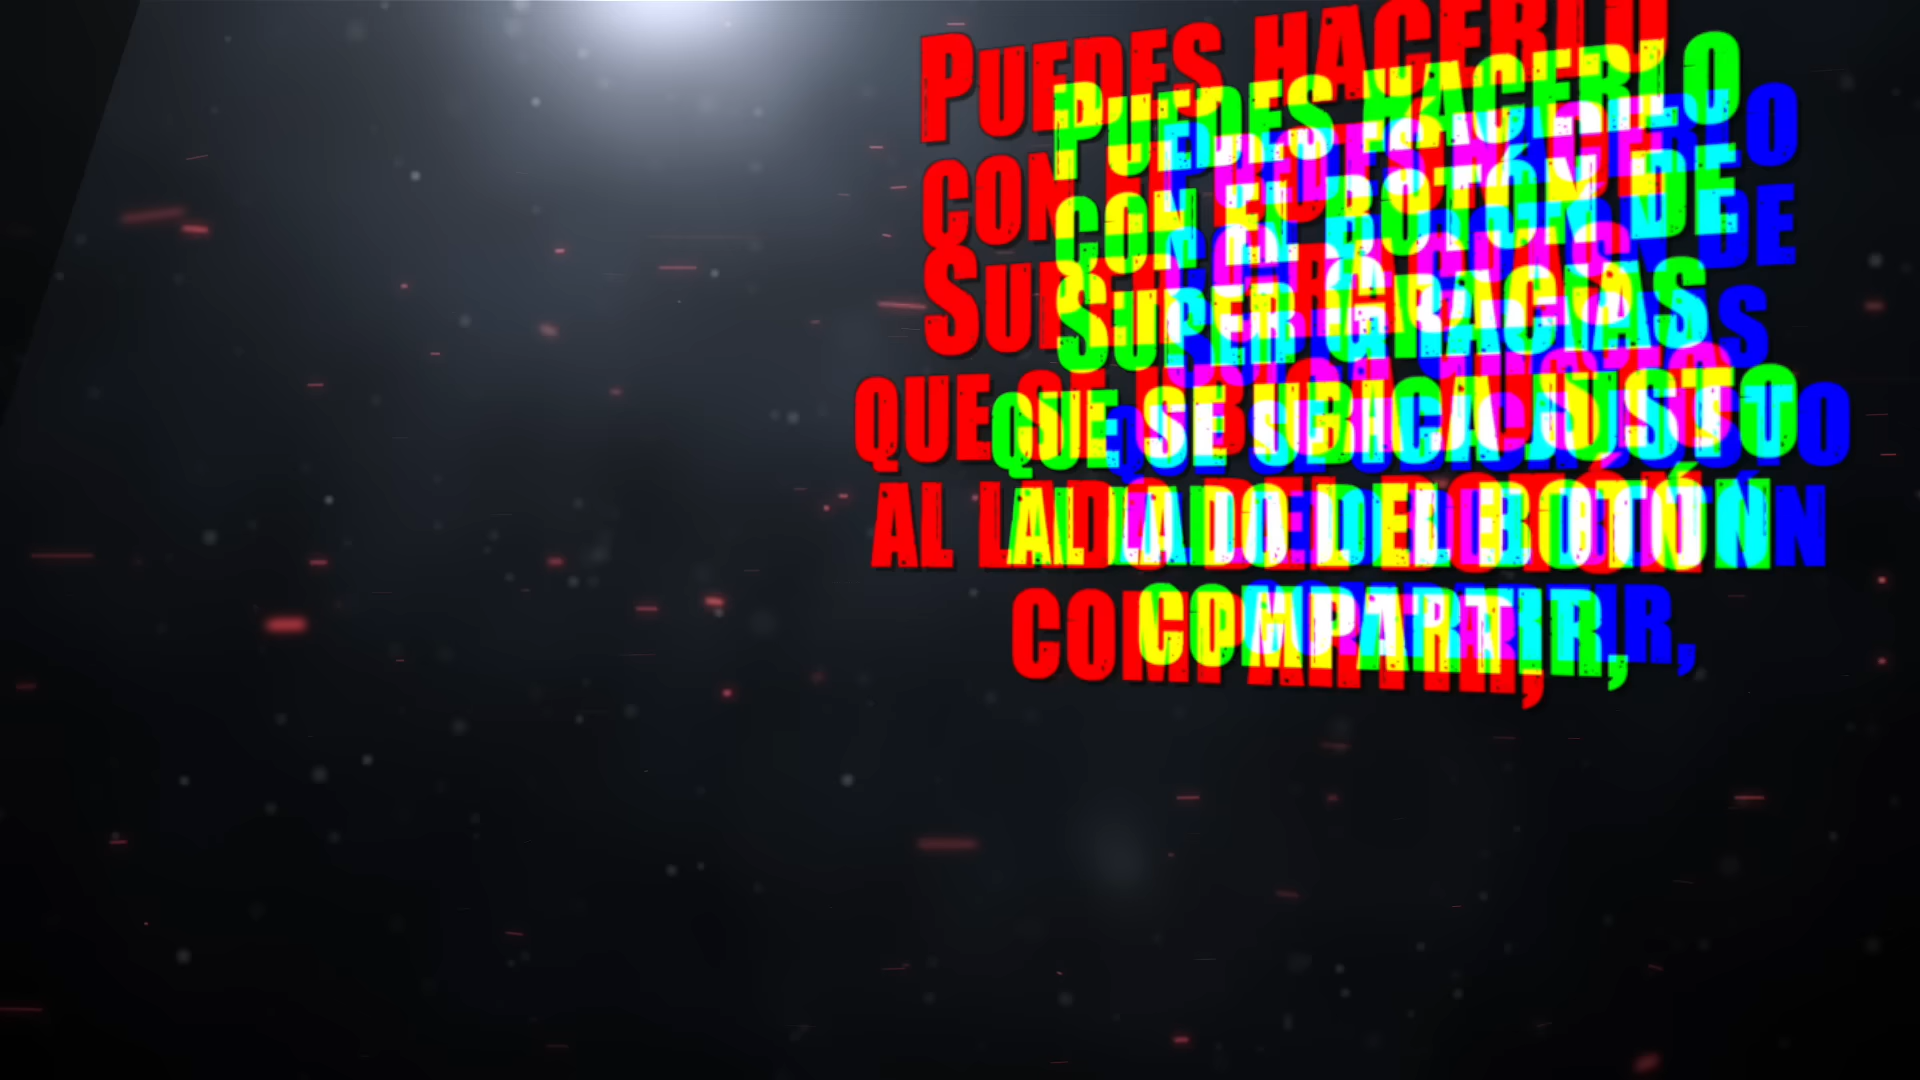 PUEDES HACERLO
CON EL BOTÓN DE
SUPER GRACIAS
QUE SE UBICA JUSTO
AL LADO DEL BOTÓN
COMPARTIR,